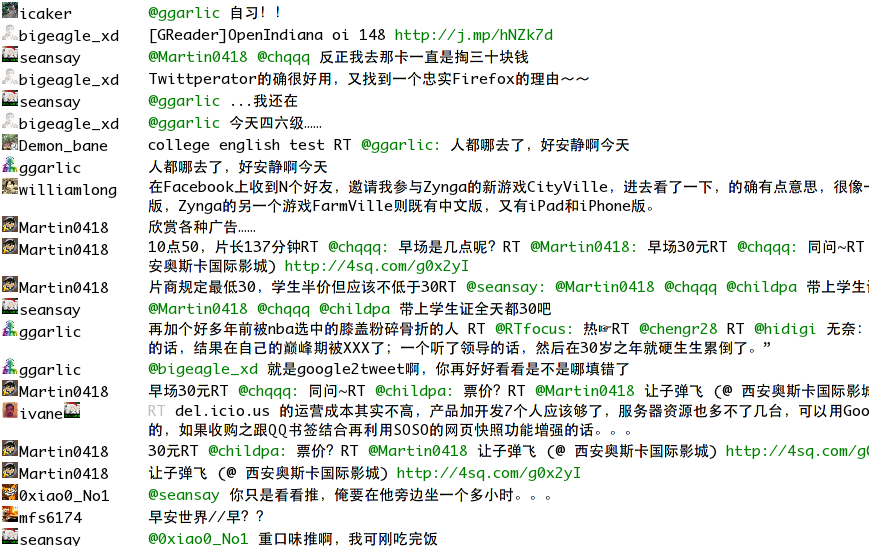 icaker @ggarlic 自习！！
bigeagle_xd [GReader]OpenIndiana oi 148 http://j.mp/hNZk7d
seansay @Martin0418 @chqqq 反正我去那卡一直是掏三十块钱
bigeagle_xd Twittperator的确很好用，又找到一个忠实Firefox的理由～～
seansay @ggarlic ...我还在
bigeagle_xd @ggarlic 今天四六级……
Demon_bane college english test RT @ggarlic: 人都哪去了，好安静啊今天
ggarlic 人都哪去了，好安静啊今天
williamlong 在Facebook上收到N个好友，邀请我参与Zynga的新游戏CityVille，进去看了一下，的确有点意思，很像一
版，Zynga的另一个游戏FarmVille则既有中文版，又有iPad和iPhone版。
Martin0418 欣赏各种广告……
Martin0418 10点50，片长137分钟RT @chqqq: 早场是几点呢？RT @Martin0418: 早场30元RT @chqqq: 同问~RT
安奥斯卡国际影城) http://4sq.com/g0x2yI
Martin0418 片商规定最低30，学生半价但应该不低于30RT @seansay: @Martin0418 @chqqq @childpa 带上学生
seansay @Martin0418 @chqqq @childpa 带上学生证全天都30吧
ggarlic 再加个好多年前被nba选中的膝盖粉碎骨折的人 RT @RTfocus: 热☞RT @chengr28 RT @hidigi 无奈：
的话，结果在自己的巅峰期被XXX了；一个听了领导的话，然后在30岁之年就硬生生累倒了。”
ggarlic @bigeagle_xd 就是google2tweet啊，你再好好看看是不是哪填错了
Martin0418 早场30元RT @chqqq: 同问~RT @childpa: 票价？RT @Martin0418 让子弹飞 (@ 西安奥斯卡国际影城)
ivane RT del.icio.us 的运营成本其实不高，产品加开发7个人应该够了，服务器资源也多不了几台，可以用Goo
的，如果收购之跟QQ书签结合再利用SOSO的网页快照功能增强的话。。。
Martin0418 30元RT @childpa: 票价？RT @Martin0418 让子弹飞 (@ 西安奥斯卡国际影城) http://4sq.com/g0
Martin0418 让子弹飞 (@ 西安奥斯卡国际影城) http://4sq.com/g0x2yI
0xiao0_No1 @seansay 你只是看看推，俺要在他旁边坐一个多小时。。。
mfs6174 早安世界//早？？
seansay @0xiao0_No1 重口味推啊，我可刚吃完饭